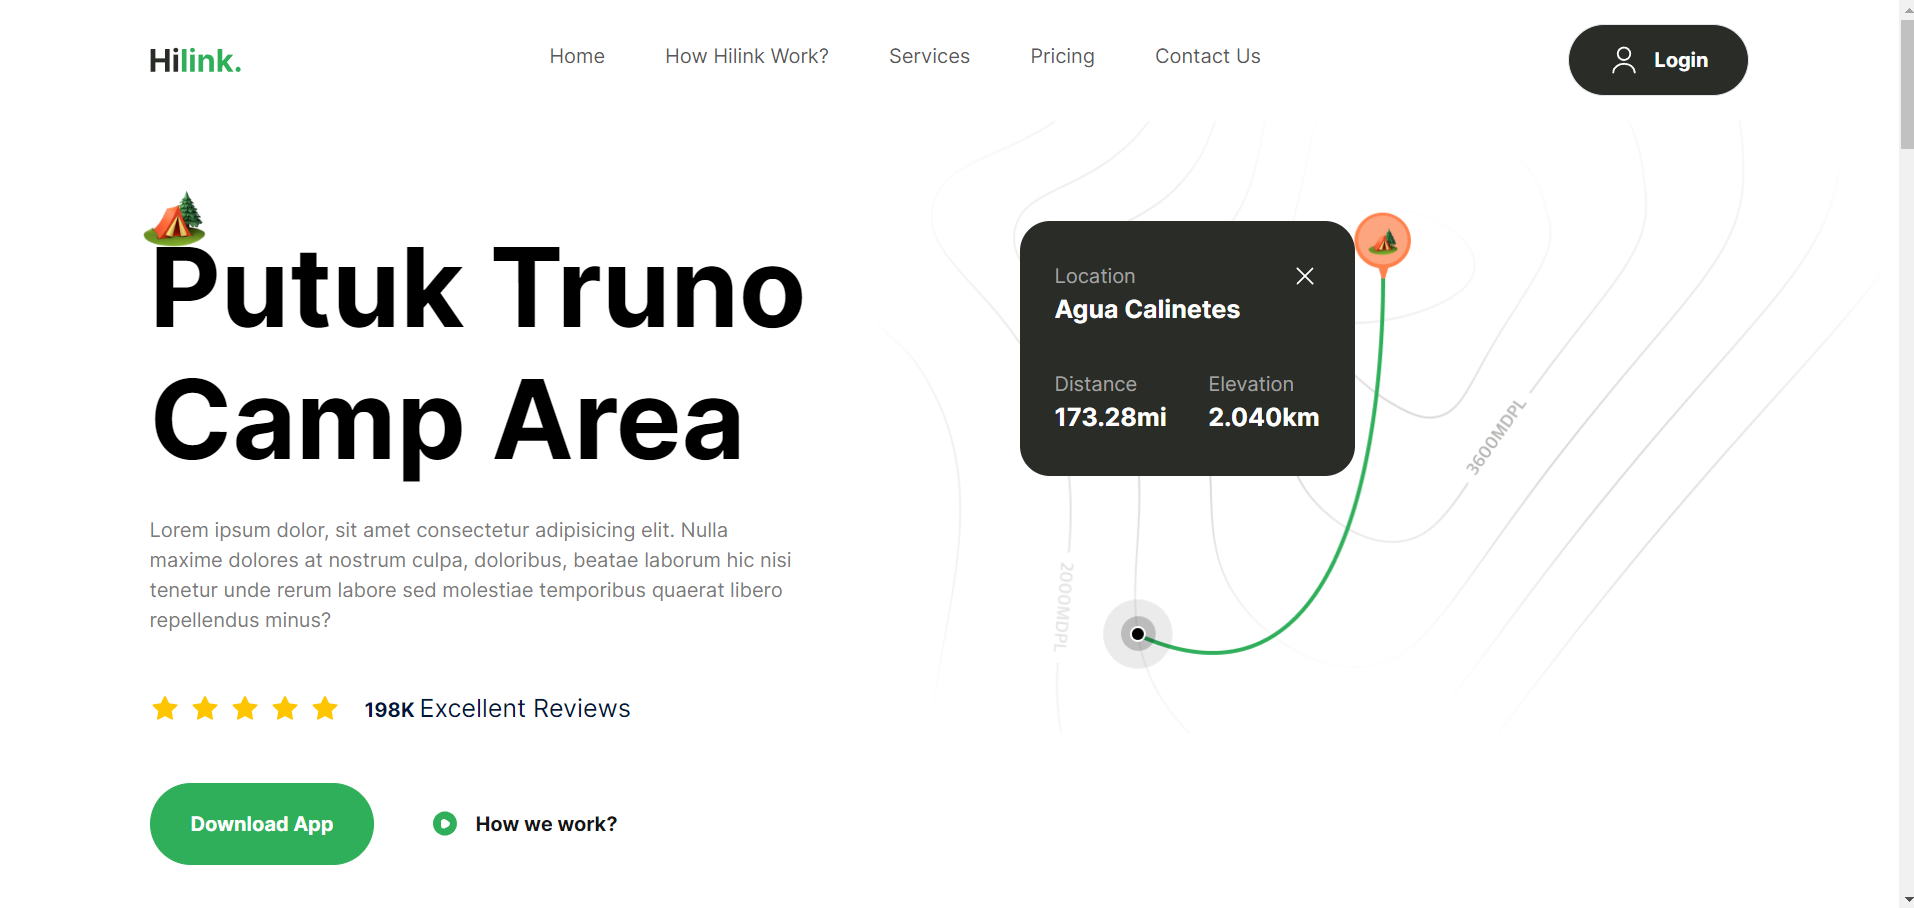 Hilink.
Home
How Hilink Work?
Services
Pricing
Contact Us
Login
Putuk Truno
Camp Area
Lorem ipsum dolor, sit amet consectetur adipisicing elit. Nulla
maxime dolores at nostrum culpa, doloribus, beatae laborum hic nisi
tenetur unde rerum labore sed molestiae temporibus quaerat libero
repellendus minus?
198K Excellent Reviews
Download App
How we work?
Location
Agua Calinetes
Distance
Elevation
173.28mi
2.040km
3600MDPL
2000MDPL